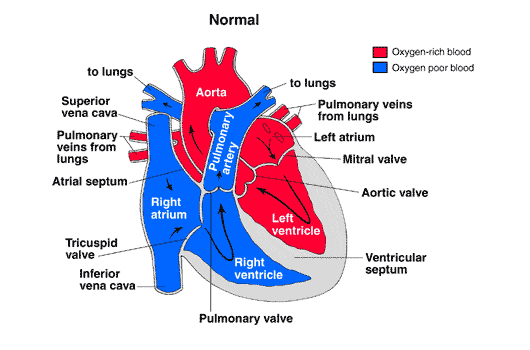 Normal
Oxygen-rich blood
Oxygen poor blood
to lungs
to lungs
Superior
vena cava
Aorta
Pulmonary veins
from lungs
Pulmonary
veins from
lungs
Pulmonary
artery
Left atrium
Mitral valve
Atrial septum
Aortic valve
Right
atrium
Left
ventricle
Tricuspid
valve
Ventricular
septum
Right
ventricle
Inferior
vena cava
Pulmonary valve